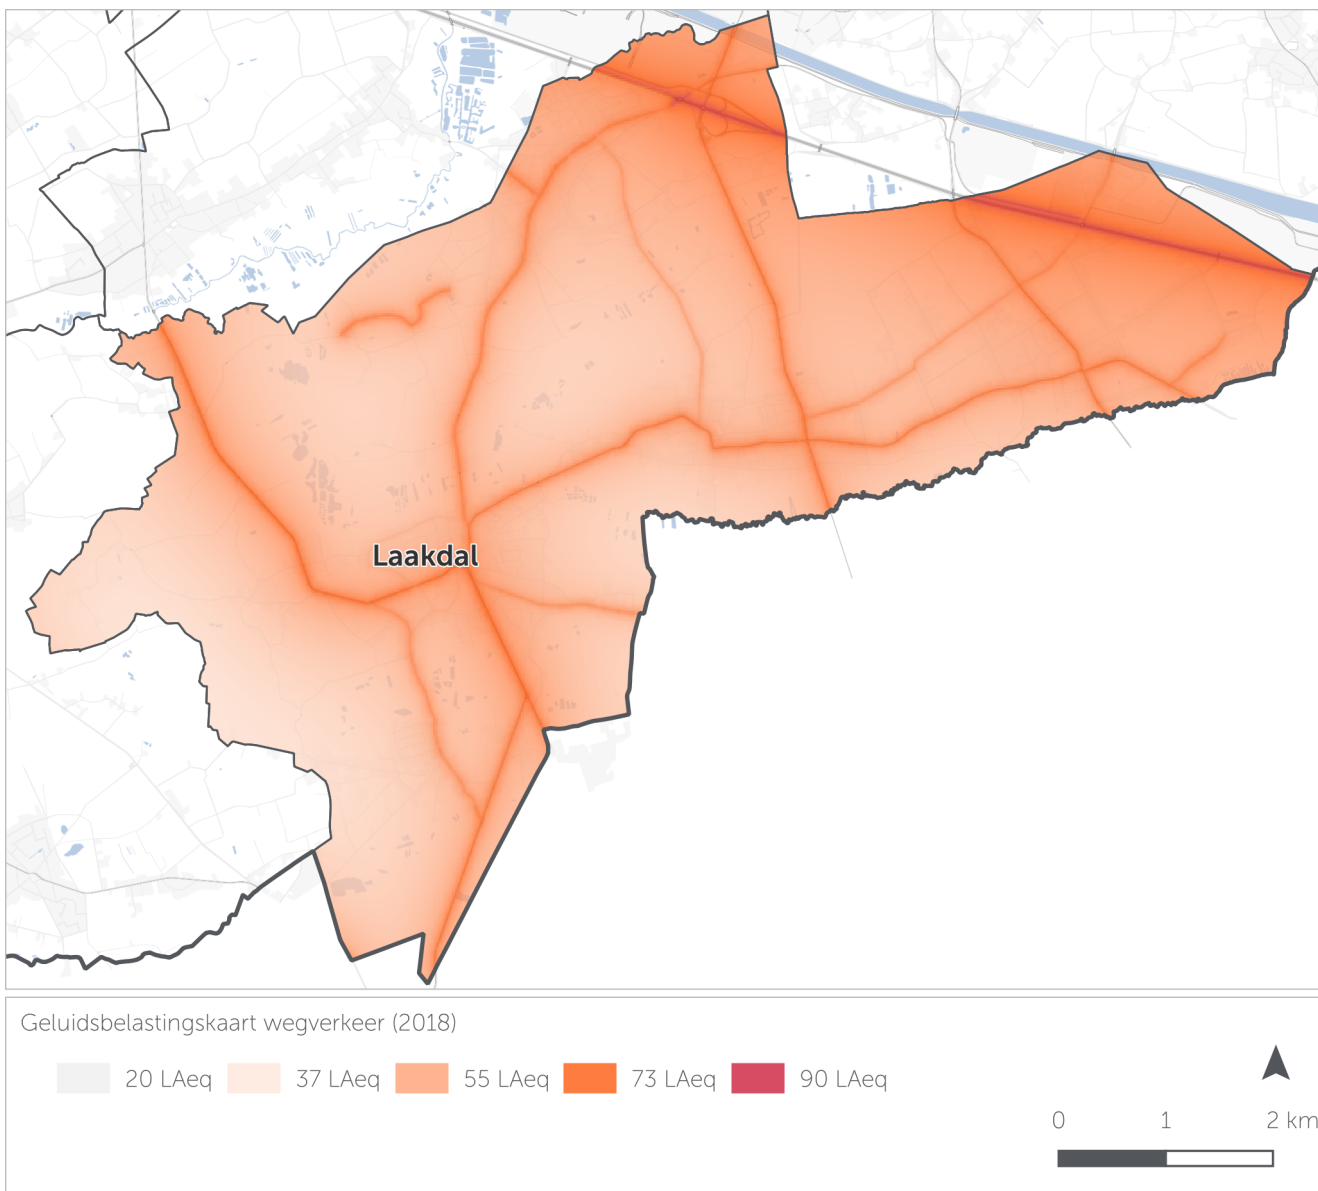 Laakdal
Geluidsbelastingskaart wegverkeer (2018)
20 LAeq 37 LAeq 55 LAeq 73 LAeq 90 LAeq
0 1 2 km